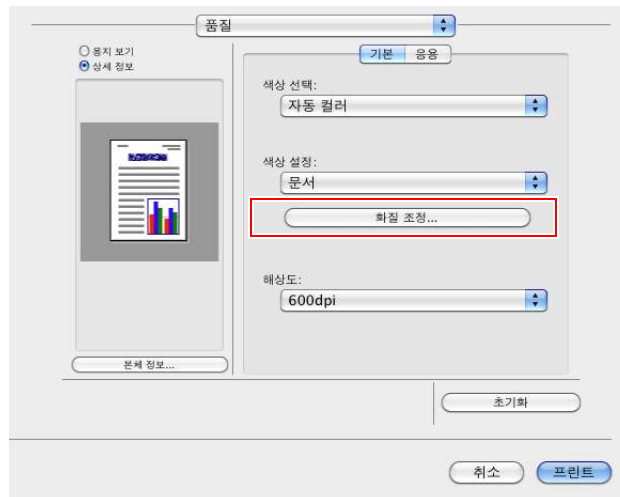 품질
용지 보기
상세 정보
본체 정보...
기본 응용
색상 선택:
자동 컬러
색상 설정:
문서
화질 조정...
해상도:
600dpi
초기화
취소 프린트